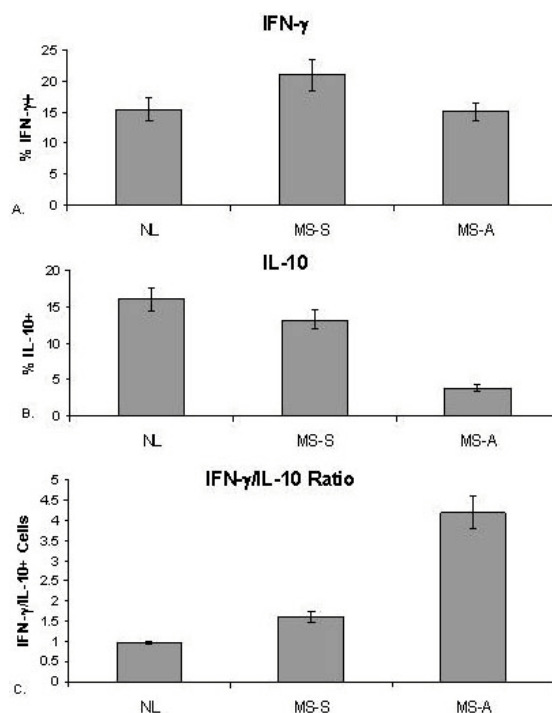 IFN-γ
25
20
15
10
5
0
% IFN-γ+
A.
NL MS-S MS-A
IL-10
20
15
10
5
0
% IL-10+
B.
NL MS-S MS-A
IFN-γ/IL-10 Ratio
5
4.5
4
3.5
3
2.5
2
1.5
1
0.5
0
IFN-γ/IL-10+ Cells
C.
NL MS-S MS-A